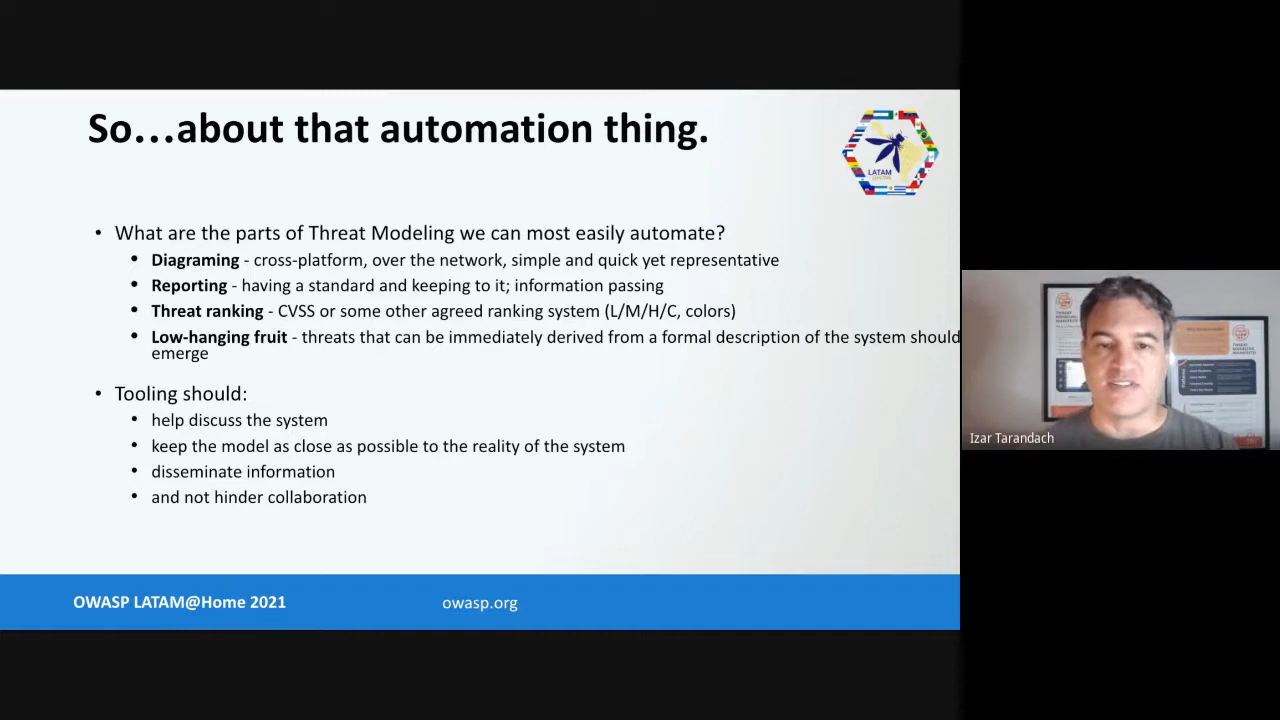 So...about that automation thing.
LATAM
• What are the parts of Threat Modeling we can most easily automate?
• Diagraming - cross-platform, over the network, simple and quick yet representative
• Reporting - having a standard and keeping to it; information passing
• Threat ranking - CVSS or some other agreed ranking system (L/M/H/C, colors)
• Low-hanging fruit - threats that can be immediately derived from a formal description of the system should
emerge
• Tooling should:
• help discuss the system
• keep the model as close as possible to the reality of the system
• disseminate information
• and not hinder collaboration
OWASP LATAM@Home 2021
owasp.org
THREAT
MODELING
MANIFESTO
Izar Tarandach